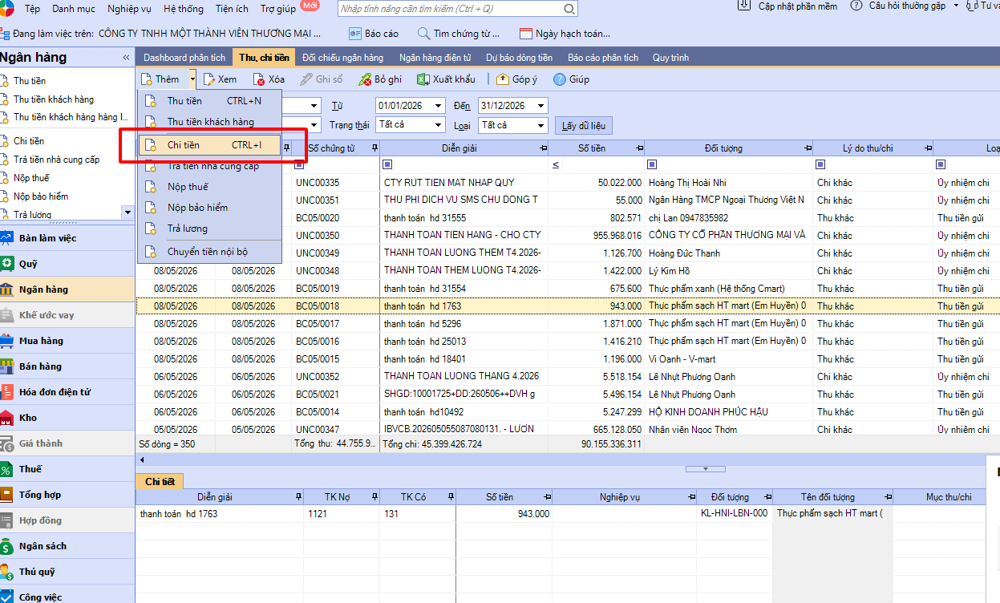 Tệp Danh mục Nghiệp vụ Hệ thống Tiện ích Trợ giúp Mới
Nhập tính năng cần tìm kiếm (Ctrl + Q)
Cập nhật phần mềm Câu hỏi thường gặp
Đang làm việc trên: CÔNG TY TNHH MỘT THÀNH VIÊN THƯƠNG MẠI ...
Báo cáo Tìm chứng từ ... Ngày hạch toán...
Ngân hàng «
Dashboard phân tích Thu, chi tiền Đối chiếu ngân hàng Ngân hàng điện tử Dự báo dòng tiền Báo cáo phân tích Quy trình
Thêm Xem Xóa Ghi sổ Bỏ ghi Xuất khẩu Góp ý Giúp
Thu tiền
Thu tiền khách hàng
Thu tiền khách hàng hàng l...
Chi tiền
Trả tiền nhà cung cấp
Nộp thuế
Nộp bảo hiểm
Trả lương
Bàn làm việc
Quỹ
Ngân hàng
Khế ước vay
Mua hàng
Bán hàng
Hóa đơn điện tử
Kho
Giá thành
Thuế
Tổng hợp
Hợp đồng
Ngân sách
Thủ quỹ
Công việc
Thu tiền CTRL+N
Thu tiền khách hàng
Chi tiền CTRL+I
Trả tiền nhà cung cấp
Nộp thuế
Nộp bảo hiểm
Trả lương
Chuyển tiền nội bộ
Từ 01/01/2026 Đến 31/12/2026
Trạng thái Tất cả Loại Tất cả Lấy dữ liệu
Số chứng từ Diễn giải Số tiền Đối tượng Lý do thu/chi
≤
UNC00335 CTY RUT TIEN MAT NHAP QUY 50.022.000 Hoàng Thị Hoài Nhi Chi khác Ủy nhiệm chi
UNC00351 THU PHI DICH VU SMS CHU DONG T 55.000 Ngân Hàng TMCP Ngoại Thương Việt N Chi khác Ủy nhiệm chi
BC05/0020 thanh toán hd 31555 802.571 chị Lan 0947835982 Thu khác Thu tiền gửi
UNC00350 THANH TOAN TIEN HANG - CHO CTY 955.968.016 CÔNG TY CỔ PHẦN THƯƠNG MẠI VÀ Chi khác Ủy nhiệm chi
UNC00349 THANH TOAN LUONG THEM T4.2026- 1.126.700 Hoàng Đức Thanh Chi khác Ủy nhiệm chi
08/05/2026 08/05/2026 UNC00348 THANH TOAN THEM LUONG T4.2026- 1.422.000 Lý Kim Hồ Chi khác Ủy nhiệm chi
08/05/2026 08/05/2026 BC05/0019 thanh toán hd 31554 675.600 Thực phẩm xanh (Hệ thống Cmart) Thu khác Thu tiền gửi
08/05/2026 08/05/2026 BC05/0018 thanh toán hd 1763 943.000 Thực phẩm sạch HT mart (Em Huyền) 0 Thu khác Thu tiền gửi
08/05/2026 08/05/2026 BC05/0017 thanh toán hd 5296 1.871.000 Thực phẩm sạch HT mart (Em Huyền) 0 Thu khác Thu tiền gửi
08/05/2026 08/05/2026 BC05/0016 thanh toán hd 25013 1.416.210 Thực phẩm sạch HT mart (Em Huyền) 0 Thu khác Thu tiền gửi
08/05/2026 08/05/2026 BC05/0015 thanh toán hd 18401 1.196.000 Vi Oanh - V-mart Thu khác Thu tiền gửi
06/05/2026 06/05/2026 UNC00352 THANH TOAN LUONG THANG 4.2026 5.518.154 Lê Nhựt Phương Oanh Chi khác Ủy nhiệm chi
06/05/2026 06/05/2026 BC05/0021 SHGD:10001725+DD:260506++DVH g 5.496.154 Lê Nhựt Phương Oanh Thu khác Thu tiền gửi
06/05/2026 06/05/2026 BC05/0014 thanh toán hd10492 5.247.299 HỘ KINH DOANH PHÚC HẬU Thu khác Thu tiền gửi
05/05/2026 05/05/2026 UNC00347 IBVCB.202605055087080131. - LƯƠN 665.128.050 Nhân viên Ngọc Thơm Chi khác Ủy nhiệm chi
Số dòng = 350 Tổng thu: 44.755.9... Tổng chi: 45.399.426.724 90.155.336.311
Chi tiết
Diễn giải TK Nợ TK Có Số tiền Nghiệp vụ Đối tượng Tên đối tượng Mục thu/chi
thanh toán hd 1763 1121 131 943.000 KL-HNI-LBN-000 Thực phẩm sạch HT mart (